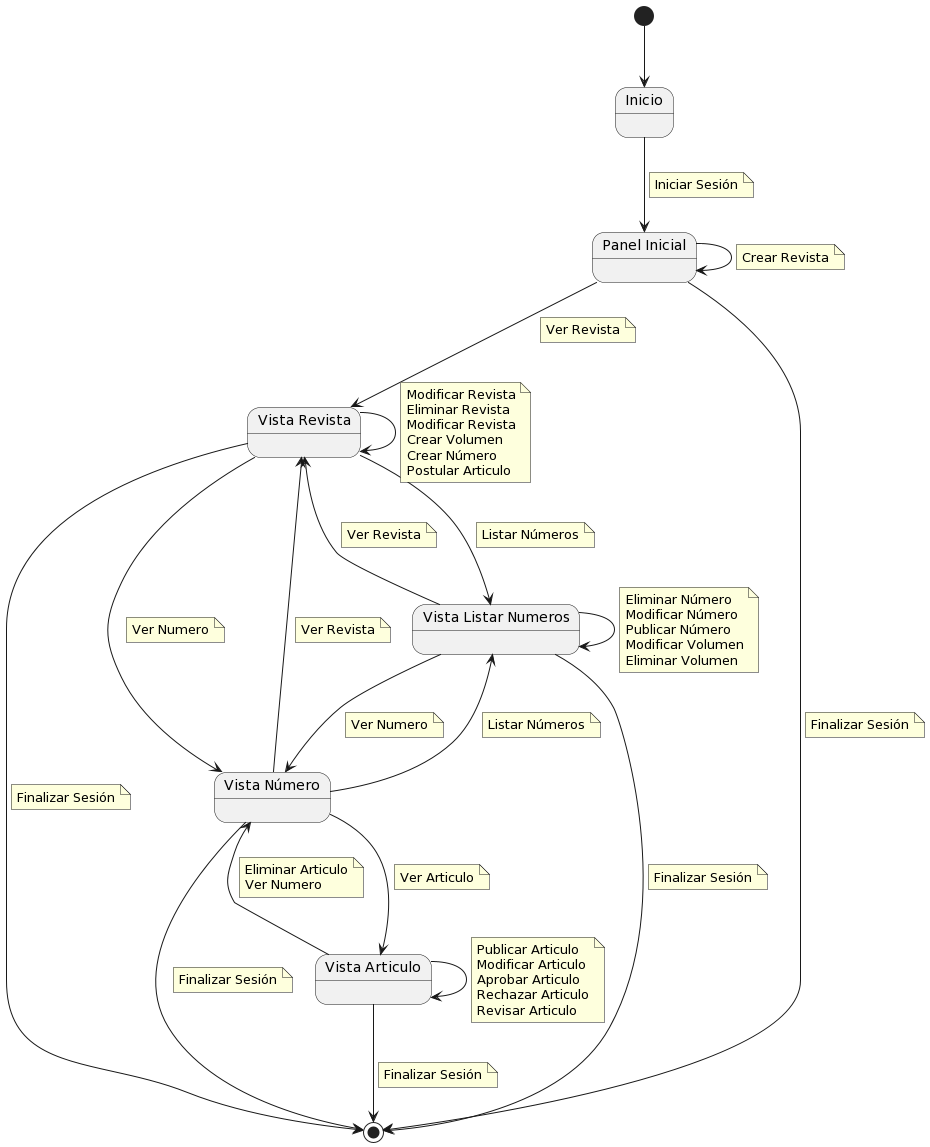 Inicio
Iniciar Sesión
Panel Inicial
Crear Revista
Ver Revista
Modificar Revista
Eliminar Revista
Modificar Revista
Crear Volumen
Crear Número
Postular Articulo
Vista Revista
Ver Revista
Listar Números
Vista Listar Numeros
Eliminar Número
Modificar Número
Publicar Número
Modificar Volumen
Eliminar Volumen
Ver Numero
Ver Revista
Ver Numero
Listar Números
Finalizar Sesión
Vista Número
Finalizar Sesión
Eliminar Articulo
Ver Numero
Ver Articulo
Finalizar Sesión
Vista Articulo
Publicar Articulo
Modificar Articulo
Aprobar Articulo
Rechazar Articulo
Revisar Articulo
Finalizar Sesión
Finalizar Sesión